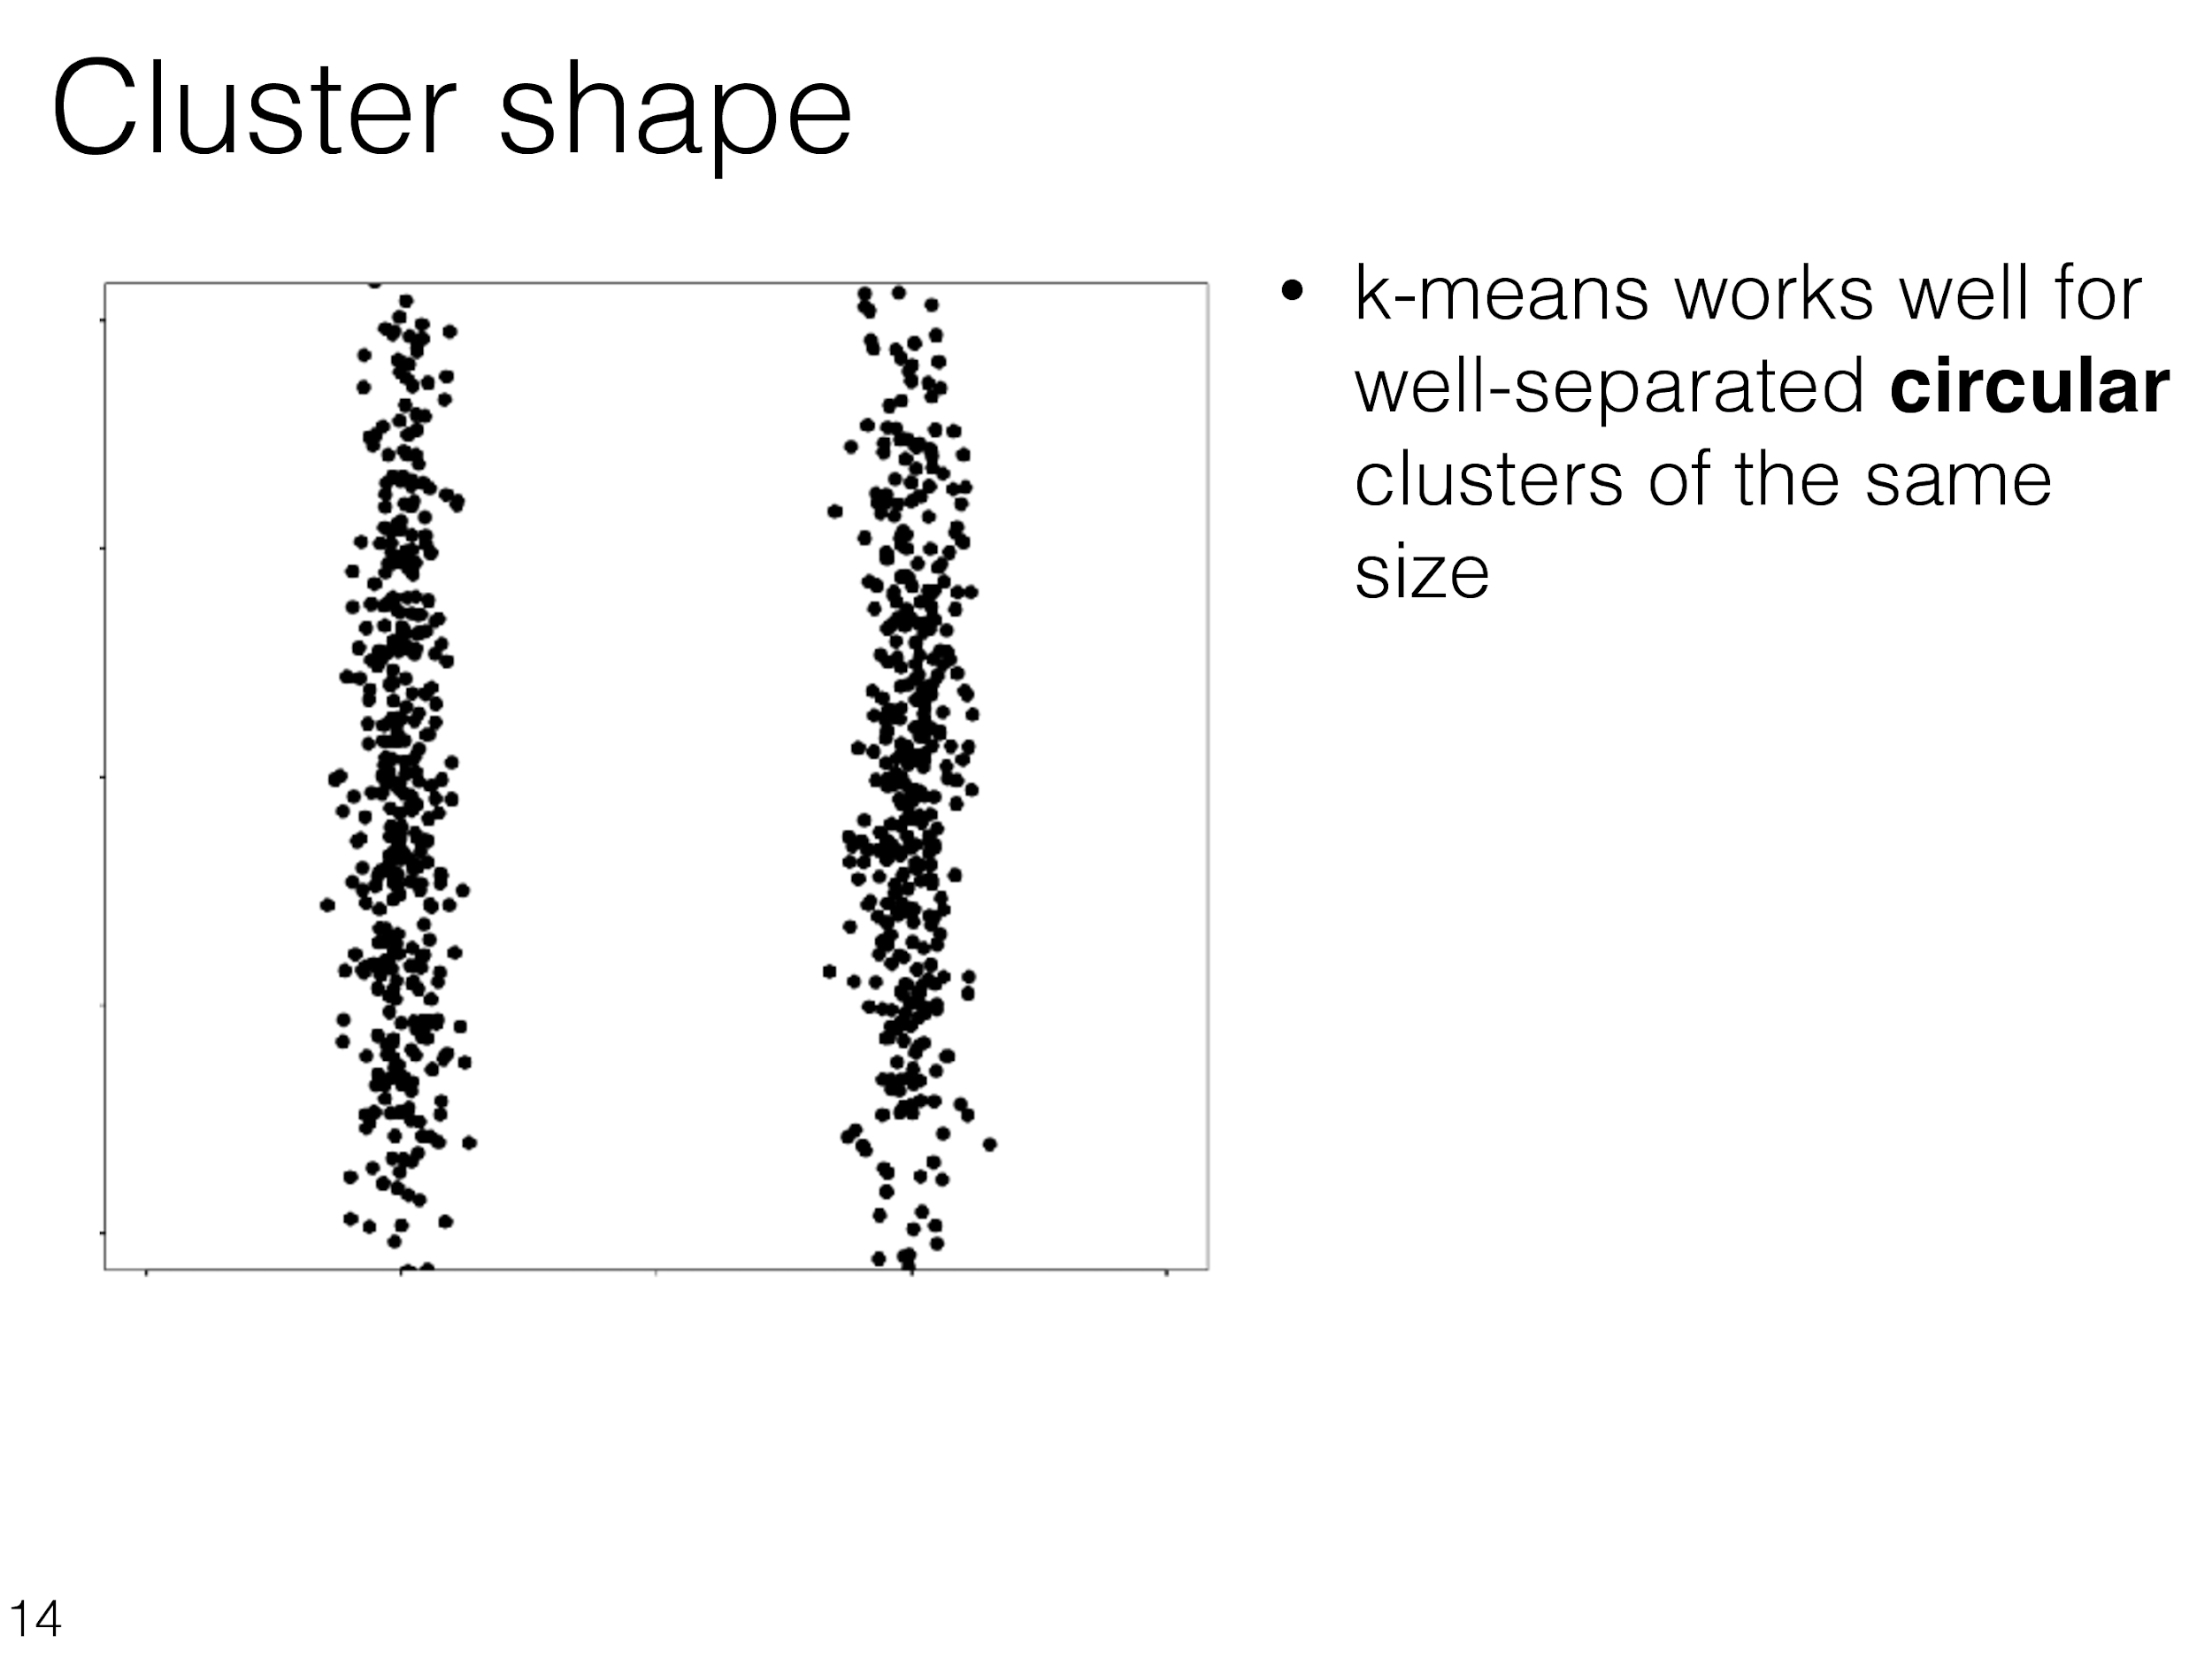 Cluster shape
• k-means works well for
well-separated circular
clusters of the same
size
14